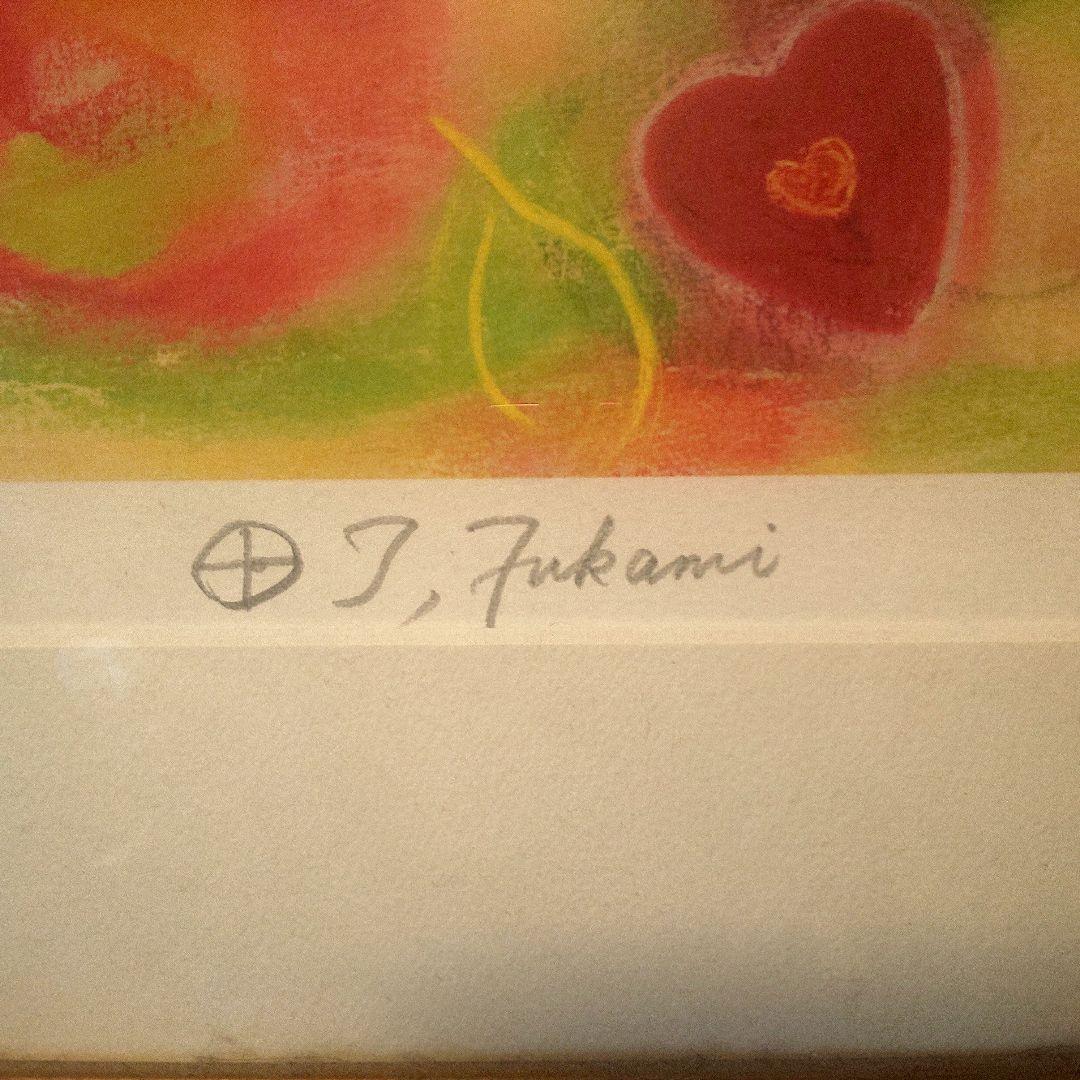 ⊕ T, Fukami